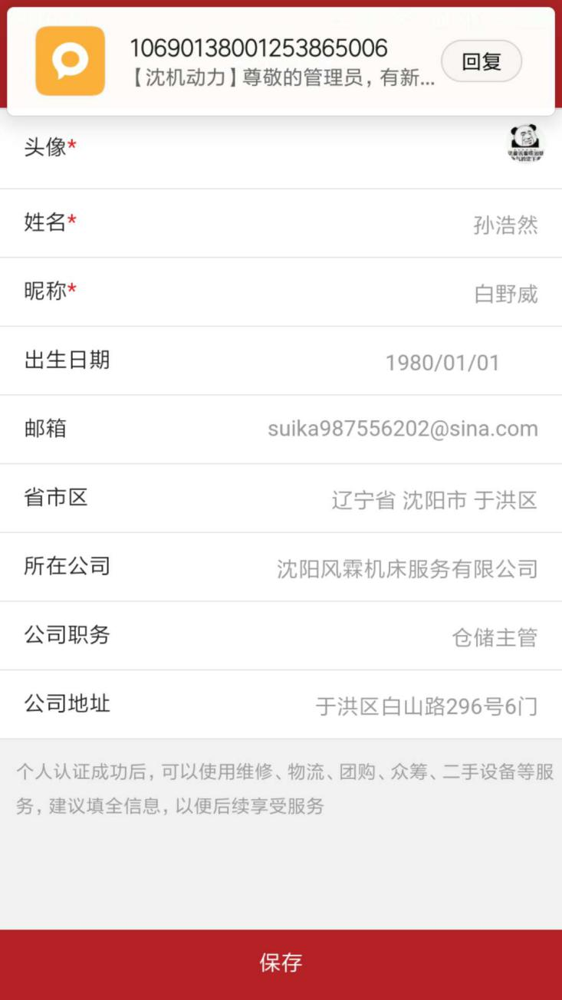 10690138001253865006
【沈机动力】尊敬的管理员，有新...
回复
头像*
姓名*
孙浩然
昵称*
白野威
出生日期
1980/01/01
邮箱
suika987556202@sina.com
省市区
辽宁省 沈阳市 于洪区
所在公司
沈阳风霖机床服务有限公司
公司职务
仓储主管
公司地址
于洪区白山路296号6门
个人认证成功后，可以使用维修、物流、团购、众筹、二手设备等服
务，建议填全信息，以便后续享受服务
保存